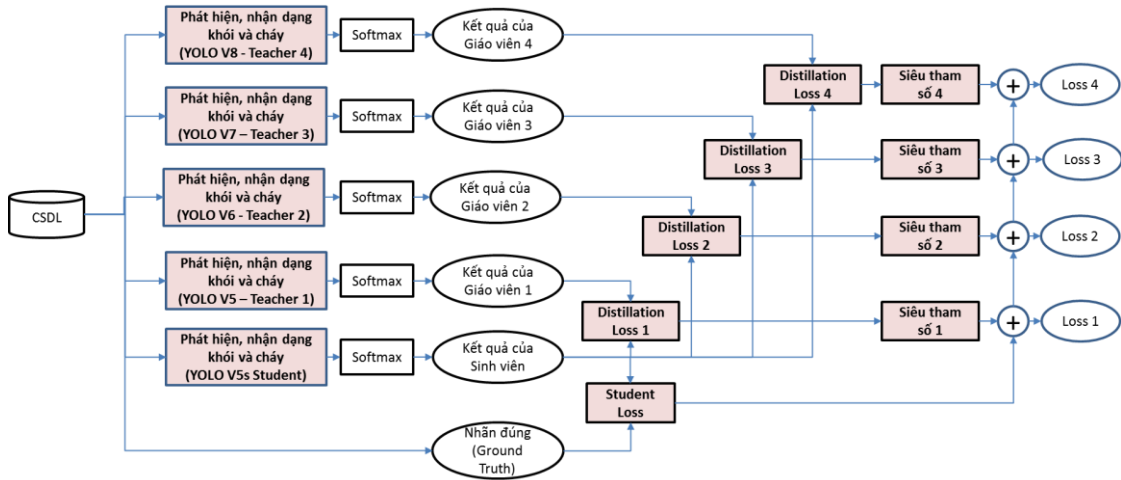 Phát hiện, nhận dạng
khói và cháy
(YOLO V8 - Teacher 4)
Softmax
Kết quả của
Giáo viên 4
Distillation
Loss 4
Siêu tham
số 4
+
Loss 4
Phát hiện, nhận dạng
khói và cháy
(YOLO V7 – Teacher 3)
Softmax
Kết quả của
Giáo viên 3
Distillation
Loss 3
Siêu tham
số 3
+
Loss 3
CSDL
Phát hiện, nhận dạng
khói và cháy
(YOLO V6 - Teacher 2)
Softmax
Kết quả của
Giáo viên 2
Distillation
Loss 2
Siêu tham
số 2
+
Loss 2
Phát hiện, nhận dạng
khói và cháy
(YOLO V5 – Teacher 1)
Softmax
Kết quả của
Giáo viên 1
Distillation
Loss 1
Siêu tham
số 1
+
Loss 1
Phát hiện, nhận dạng
khói và cháy
(YOLO V5s Student)
Softmax
Kết quả của
Sinh viên
Student
Loss
Nhãn đúng
(Ground
Truth)